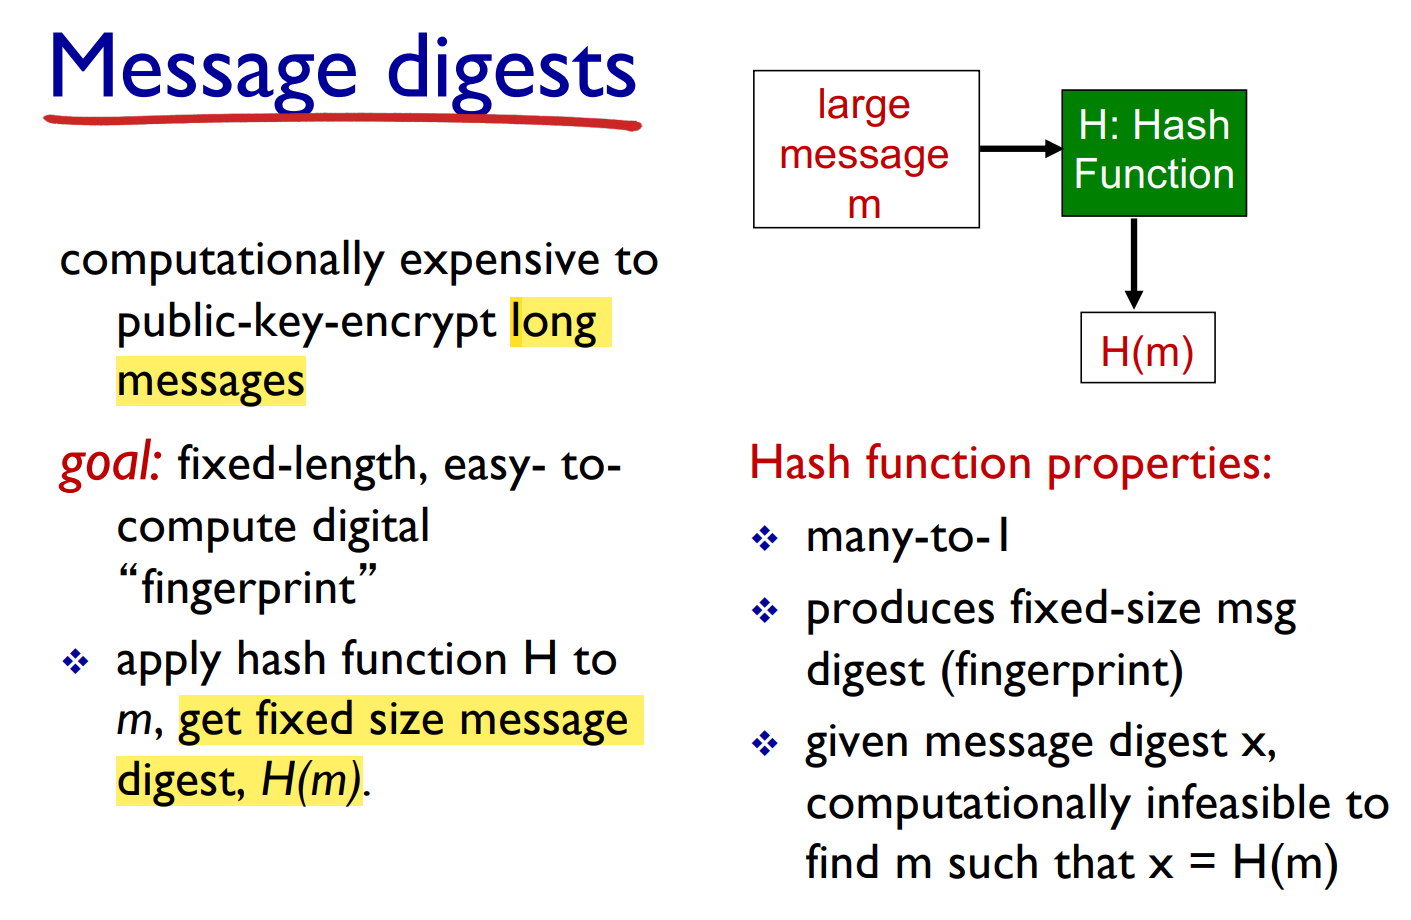 Message digests
computationally expensive to
public-key-encrypt long
messages
goal: fixed-length, easy- to-
compute digital
“fingerprint”
❖ apply hash function H to
m, get fixed size message
digest, H(m).
large
message
m
H: Hash
Function
H(m)
Hash function properties:
❖ many-to-1
❖ produces fixed-size msg
digest (fingerprint)
❖ given message digest x,
computationally infeasible to
find m such that x = H(m)